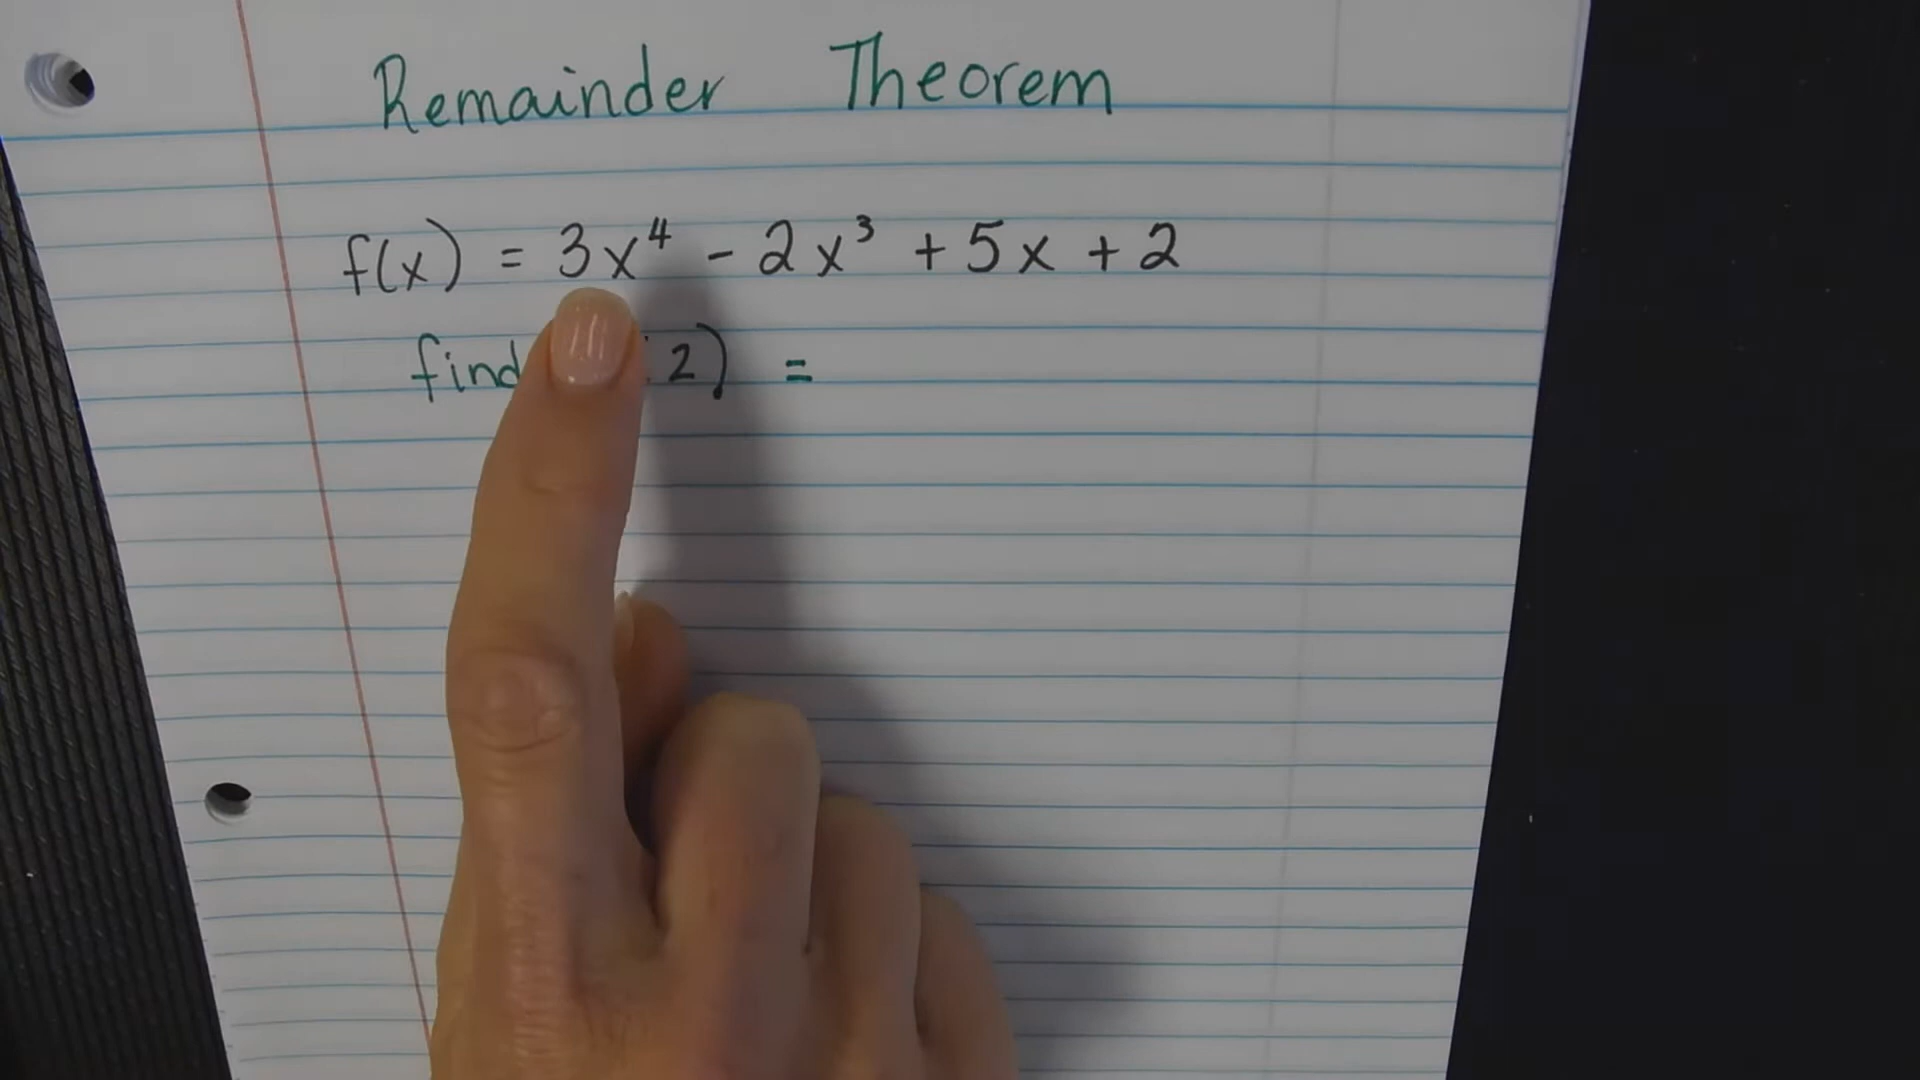 Remainder Theorem
f(x) = 3x⁴ - 2x³ + 5x + 2
find 2) =